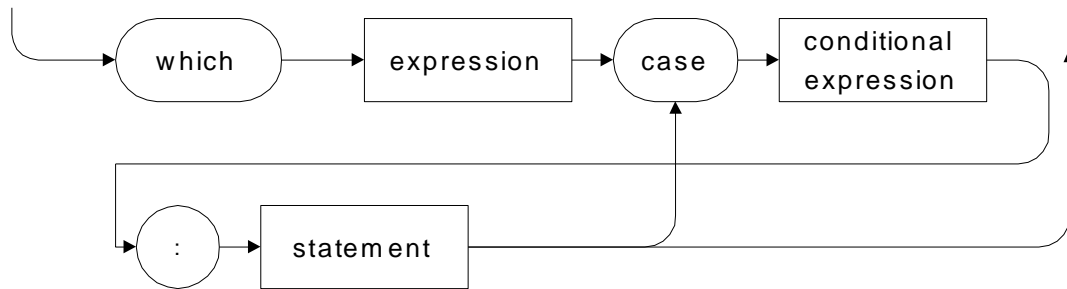 which
expression
case
conditional
expression
:
statement